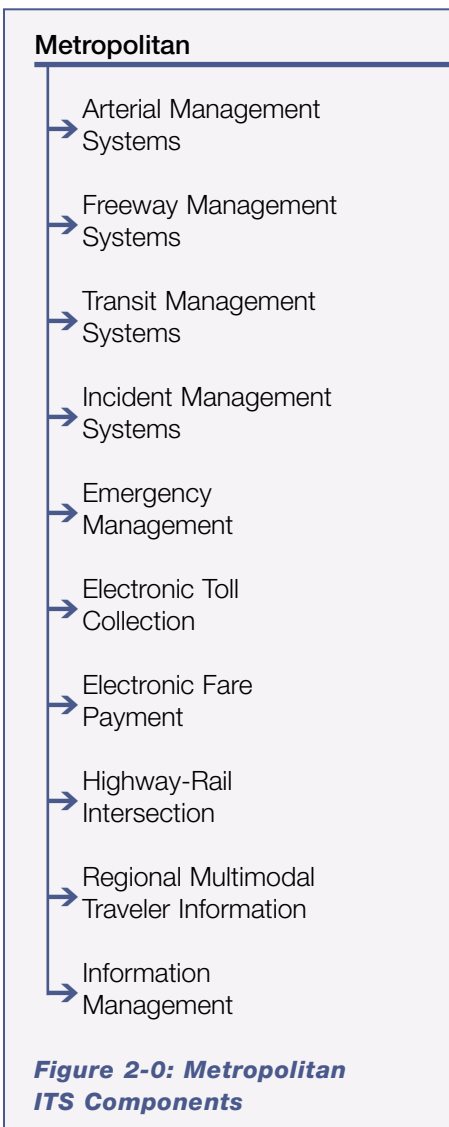 Metropolitan
Arterial Management
Systems
Freeway Management
Systems
Transit Management
Systems
Incident Management
Systems
Emergency
Management
Electronic Toll
Collection
Electronic Fare
Payment
Highway-Rail
Intersection
Regional Multimodal
Traveler Information
Information
Management
Figure 2-0: Metropolitan
ITS Components